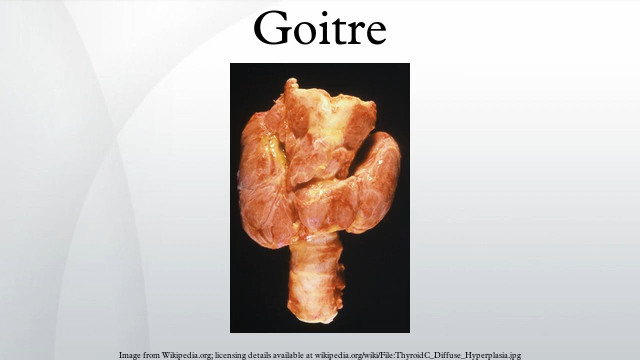 Goitre
Image from Wikipedia.org; licensing details available at wikipedia.org/wiki/File:ThyroidC_Diffuse_Hyperplasia.jpg